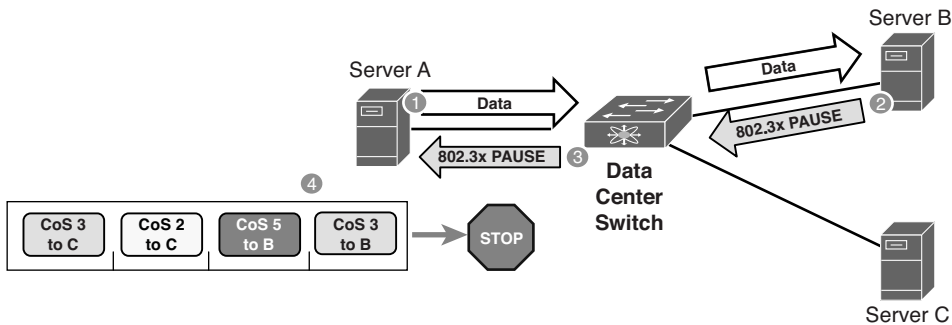 Server B
Server A
Data
1
Data
2
802.3x PAUSE
802.3x PAUSE
3
Data
Center
Switch
4
CoS 3
to C
CoS 2
to C
CoS 5
to B
CoS 3
to B
STOP
Server C